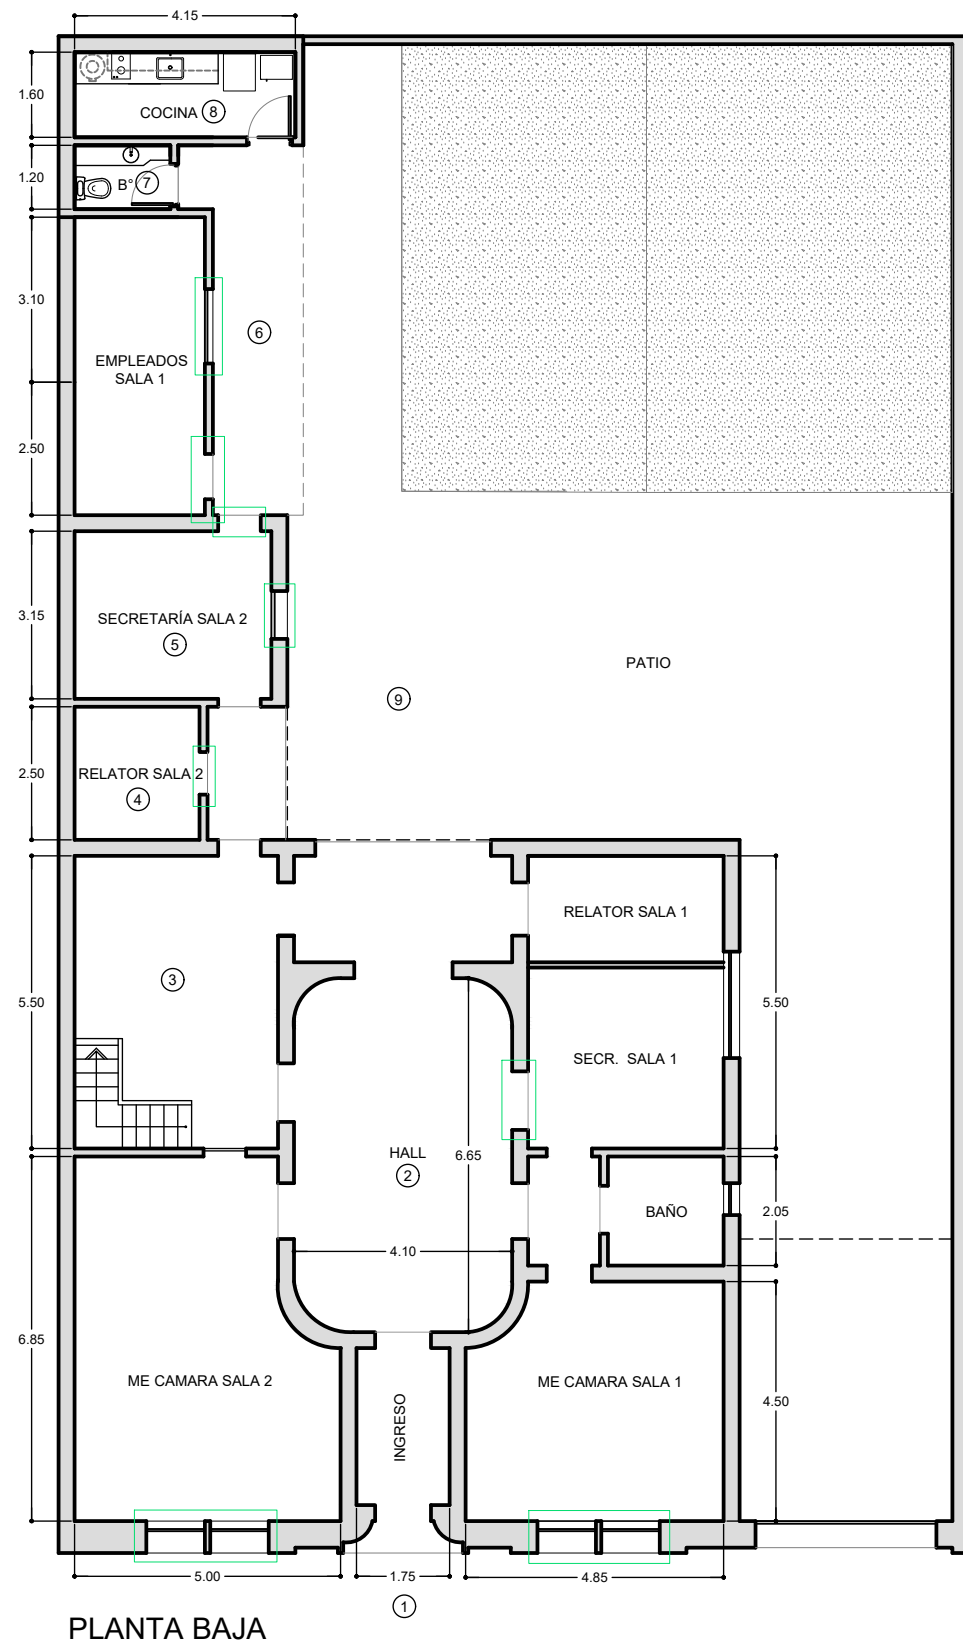 4.15
1.60
COCINA 8
1.20
B° 7
3.10
6
EMPLEADOS
SALA 1
2.50
3.15
SECRETARÍA SALA 2
5
PATIO
9
2.50
RELATOR SALA 2
4
RELATOR SALA 1
3
5.50
5.50
SECR. SALA 1
HALL
2
6.65
BAÑO
2.05
4.10
6.85
ME CAMARA SALA 2
ME CAMARA SALA 1
INGRESO
4.50
5.00
1.75
4.85
1
PLANTA BAJA